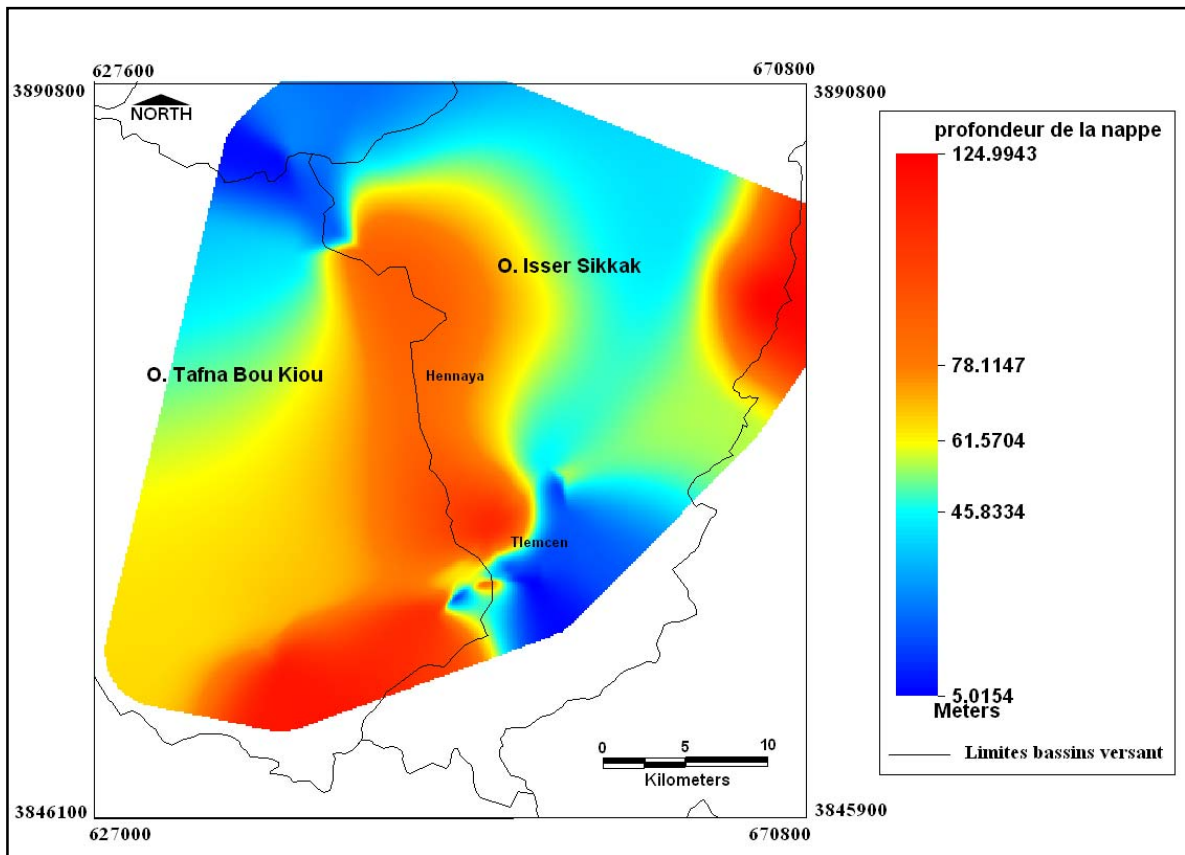 627600
670800
3890800
3890800
NORTH
profondeur de la nappe
124.9943
O. Isser Sikkak
O. Tafna Bou Kiou
Hennaya
78.1147
61.5704
45.8334
Tlemcen
5.0154
Meters
0 5 10
Kilometers
Limites bassins versant
3846100
3845900
627000
670800